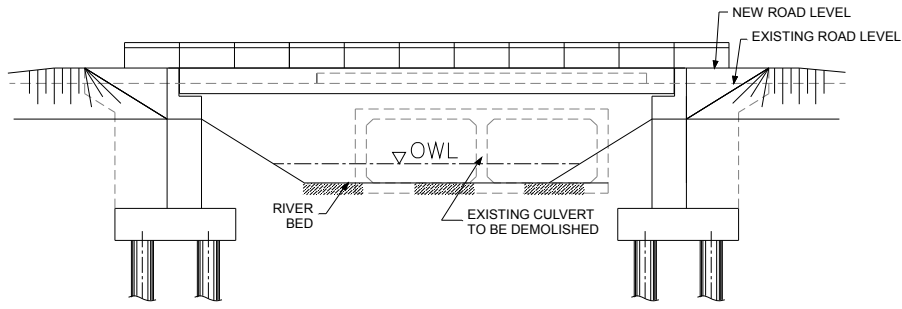 NEW ROAD LEVEL
EXISTING ROAD LEVEL
OWL
RIVER
BED
EXISTING CULVERT
TO BE DEMOLISHED